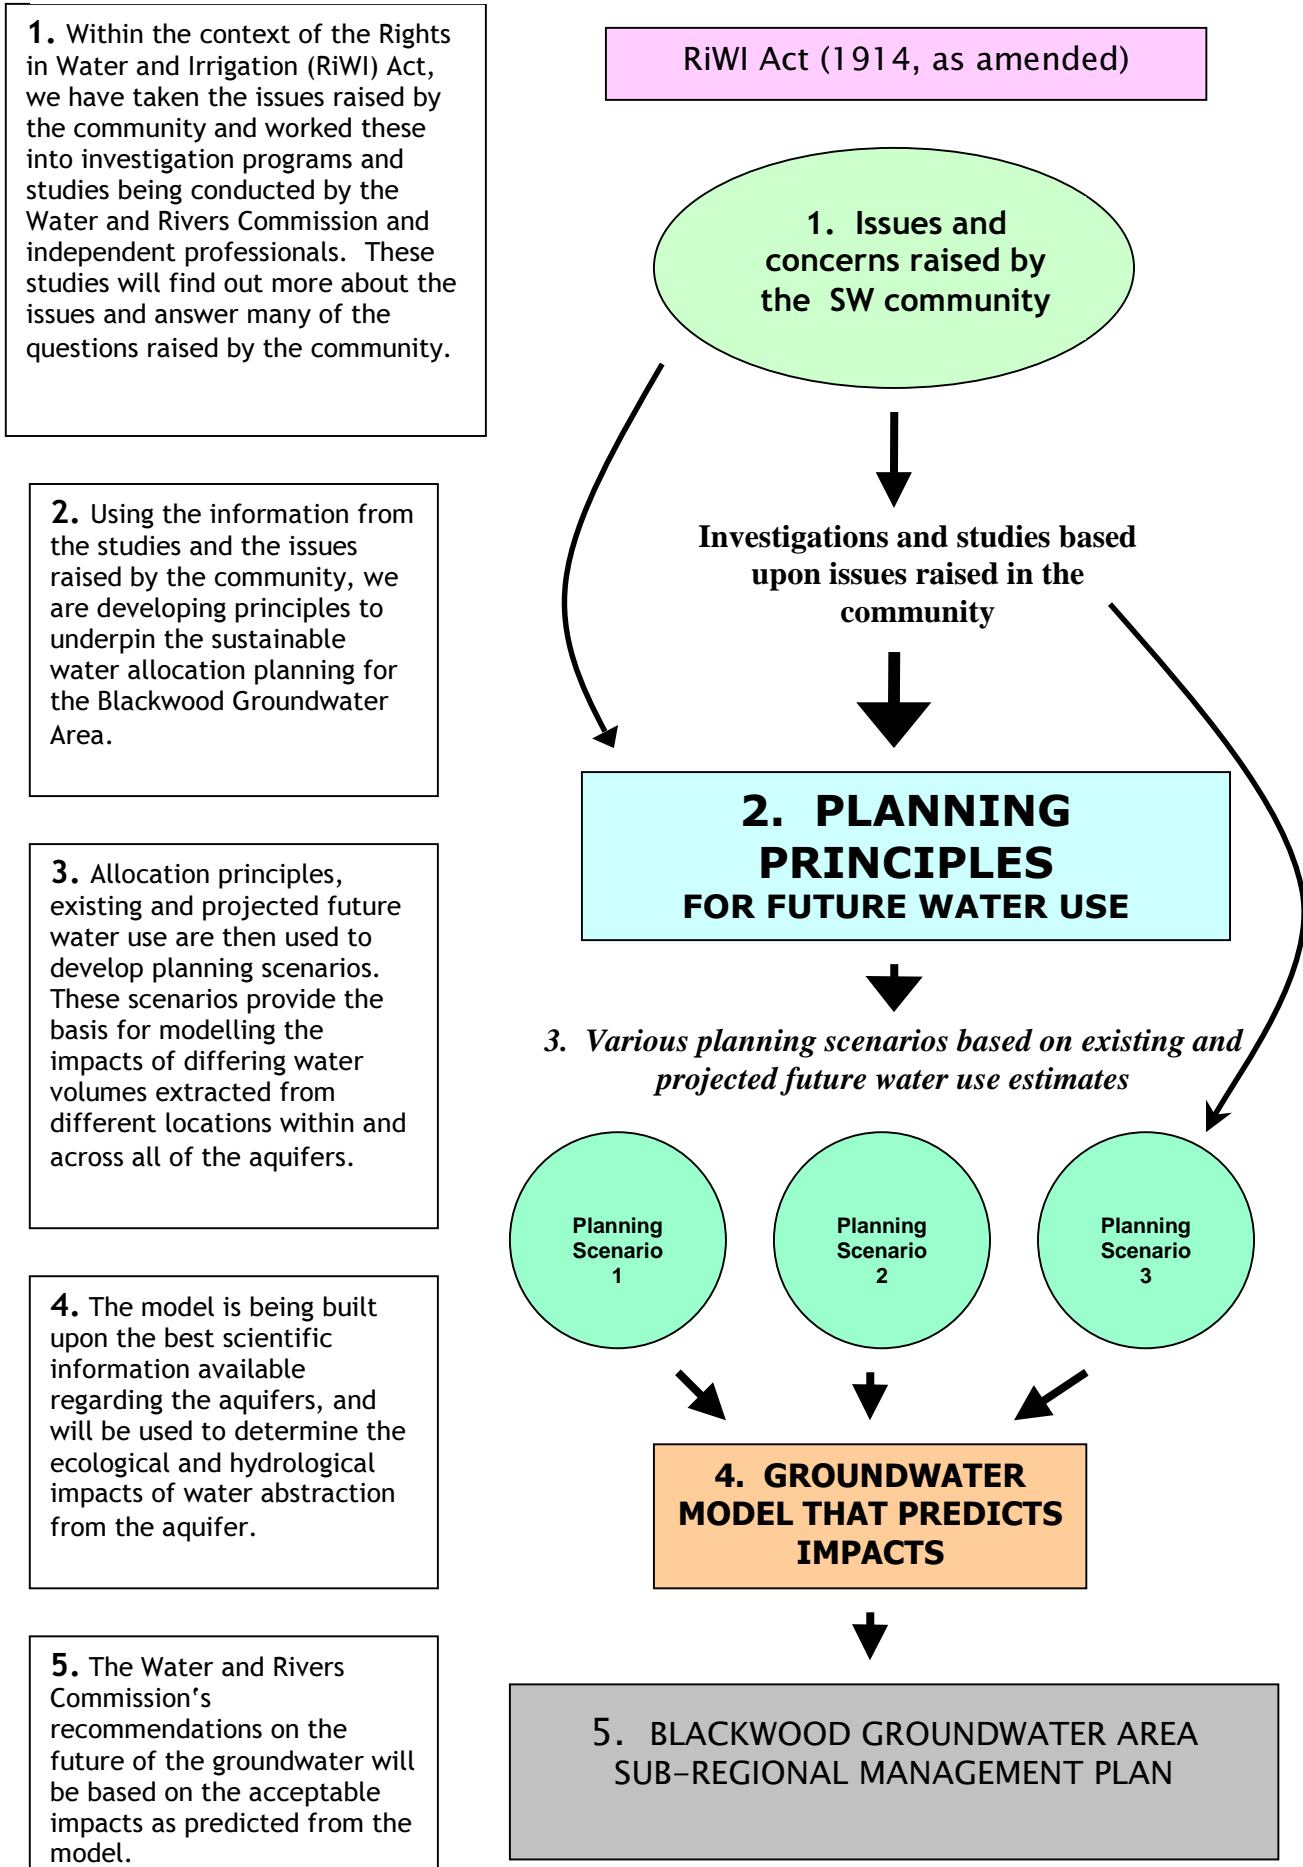 1. Within the context of the Rights
in Water and Irrigation (RiWI) Act,
we have taken the issues raised by
the community and worked these
into investigation programs and
studies being conducted by the
Water and Rivers Commission and
independent professionals. These
studies will find out more about the
issues and answer many of the
questions raised by the community.
2. Using the information from
the studies and the issues
raised by the community, we
are developing principles to
underpin the sustainable
water allocation planning for
the Blackwood Groundwater
Area.
3. Allocation principles,
existing and projected future
water use are then used to
develop planning scenarios.
These scenarios provide the
basis for modelling the
impacts of differing water
volumes extracted from
different locations within and
across all of the aquifers.
4. The model is being built
upon the best scientific
information available
regarding the aquifers, and
will be used to determine the
ecological and hydrological
impacts of water abstraction
from the aquifer.
5. The Water and Rivers
Commission's
recommendations on the
future of the groundwater will
be based on the acceptable
impacts as predicted from the
model.
RiWI Act (1914, as amended)
1. Issues and
concerns raised by
the SW community
Investigations and studies based
upon issues raised in the
community
2. PLANNING
PRINCIPLES
FOR FUTURE WATER USE
3. Various planning scenarios based on existing and
projected future water use estimates
Planning
Scenario
1
Planning
Scenario
2
Planning
Scenario
3
4. GROUNDWATER
MODEL THAT PREDICTS
IMPACTS
5. BLACKWOOD GROUNDWATER AREA
SUB-REGIONAL MANAGEMENT PLAN